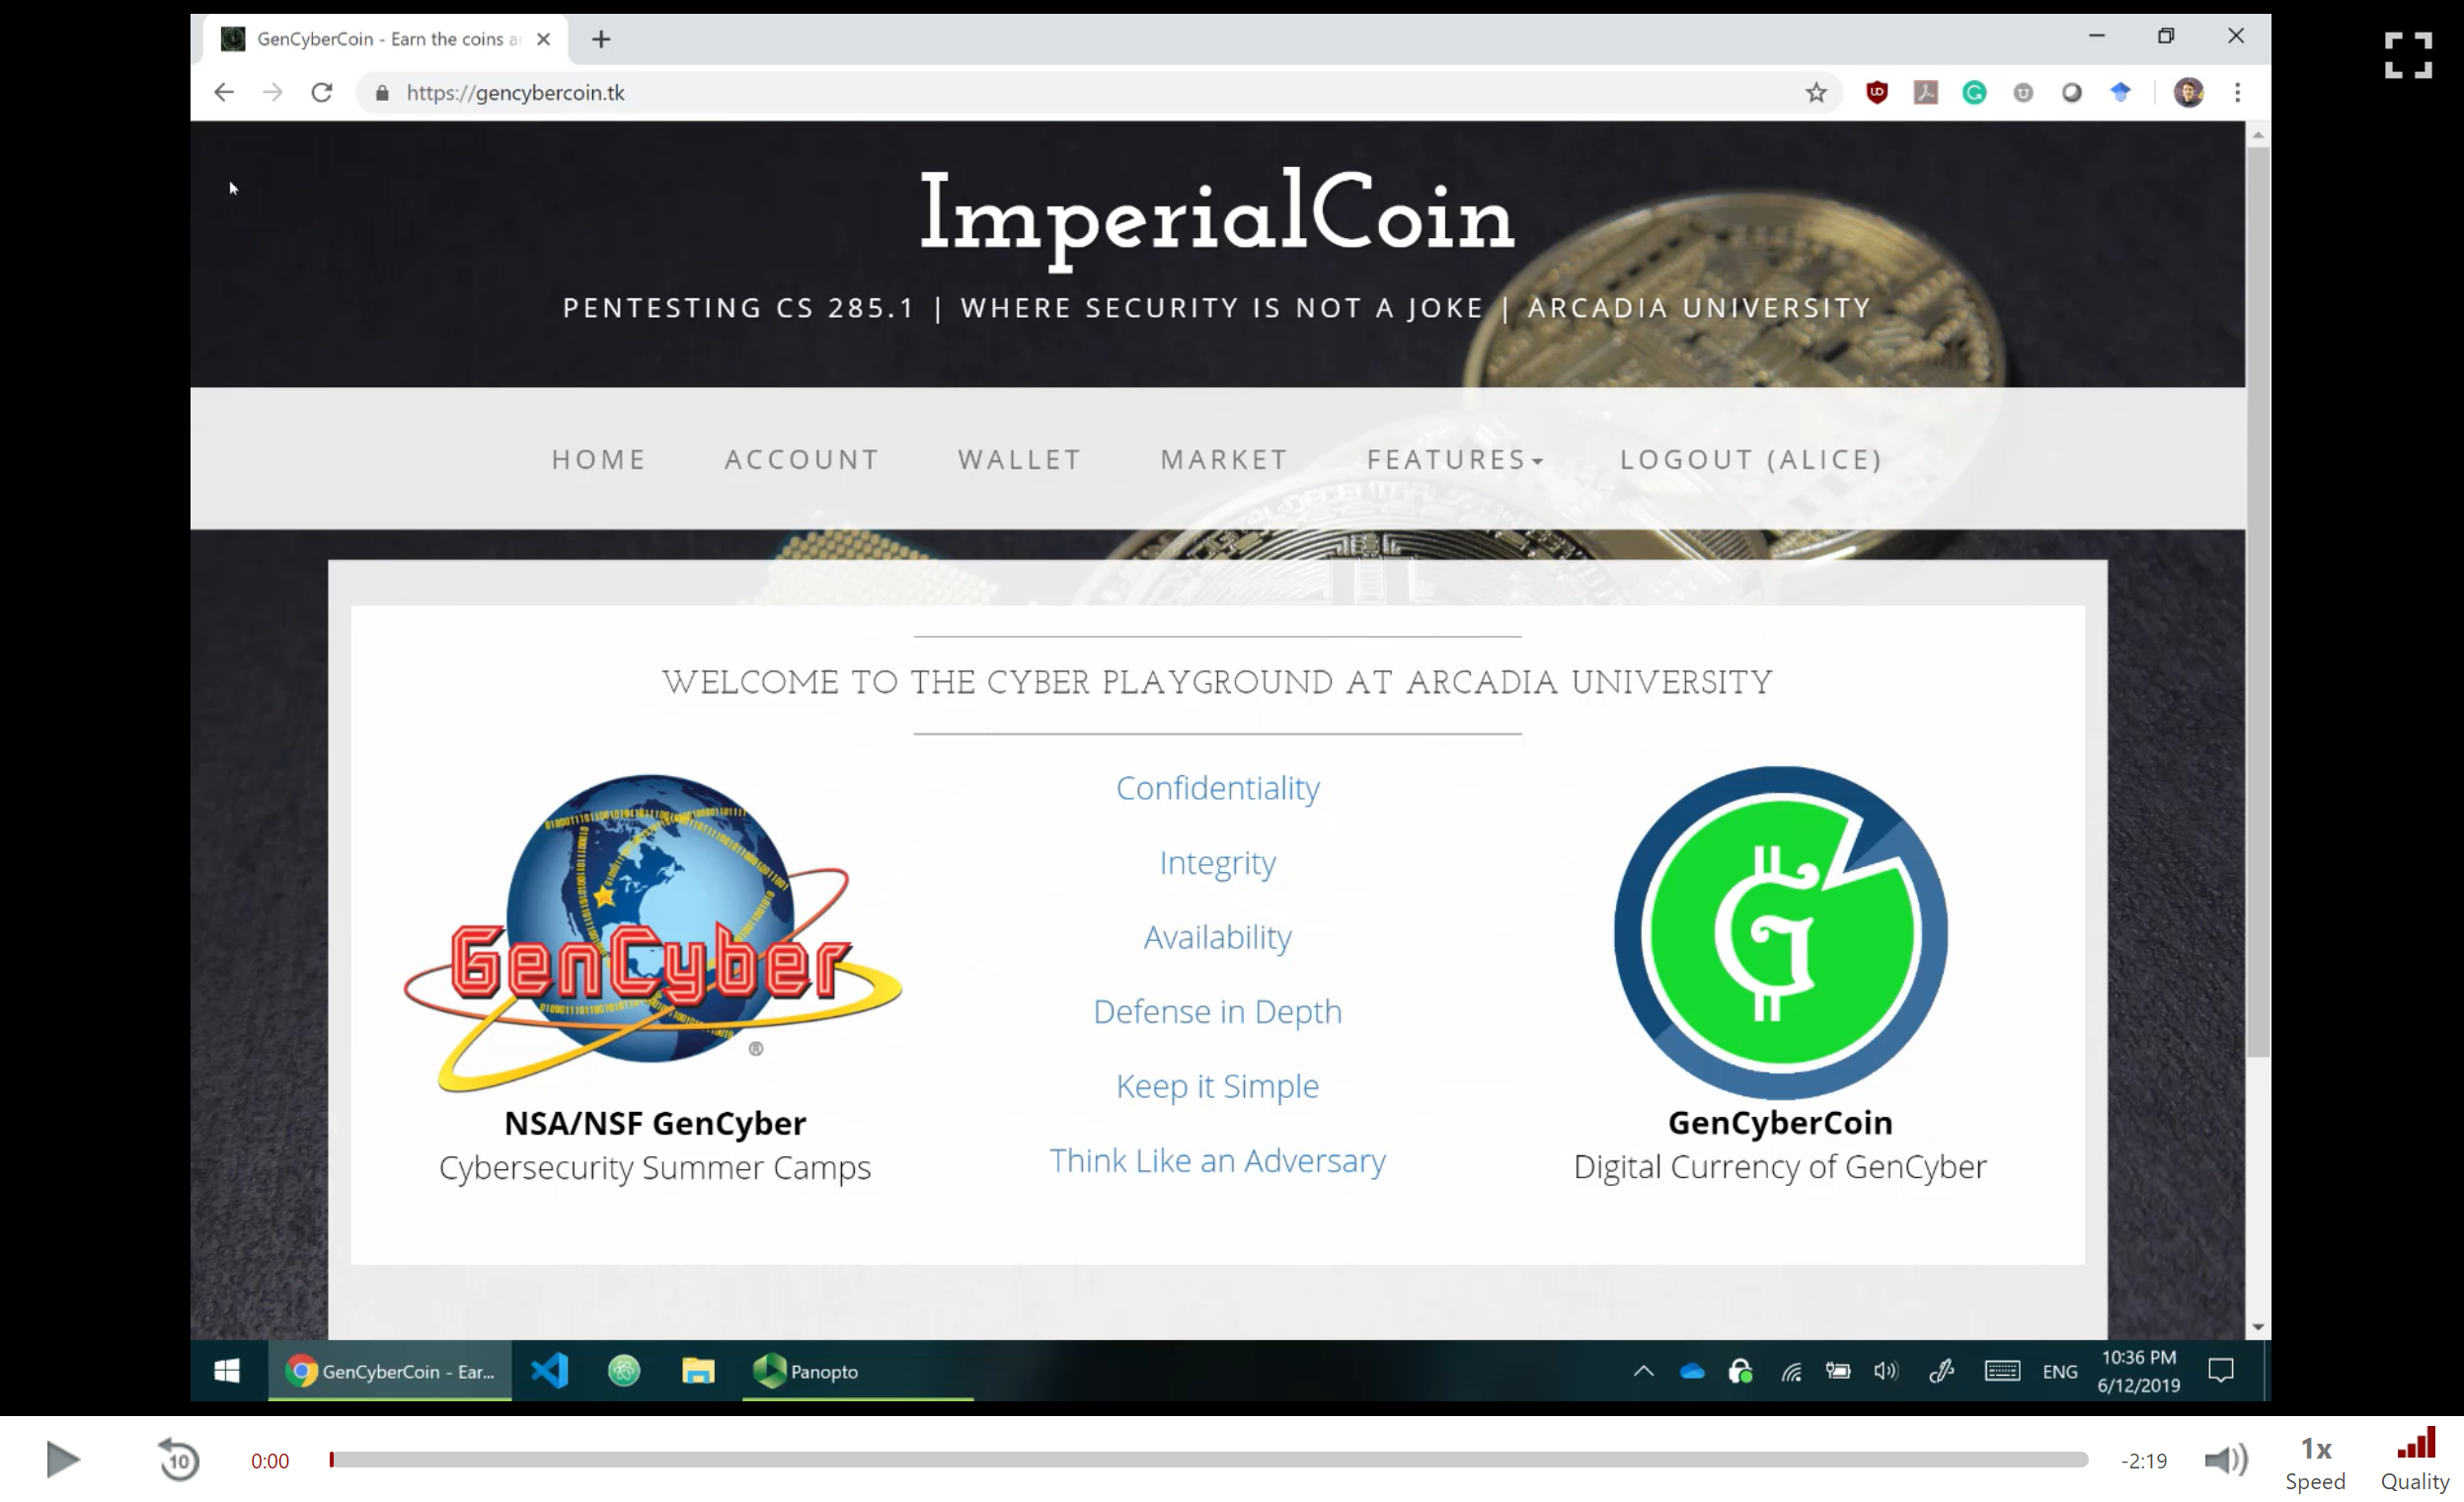 GenCyberCoin - Earn the coins a
https://gencybercoin.tk
ImperialCoin
PENTESTING CS 285.1 | WHERE SECURITY IS NOT A JOKE | ARCADIA UNIVERSITY
HOME ACCOUNT WALLET MARKET FEATURES LOGOUT (ALICE)
WELCOME TO THE CYBER PLAYGROUND AT ARCADIA UNIVERSITY
GenCyber
®
NSA/NSF GenCyber
Cybersecurity Summer Camps
Confidentiality
Integrity
Availability
Defense in Depth
Keep it Simple
Think Like an Adversary
G
GenCyberCoin
Digital Currency of GenCyber
GenCyberCoin - Ear...
Panopto
ENG
10:36 PM
6/12/2019
10
0:00
-2:19
1x
Speed
Quality